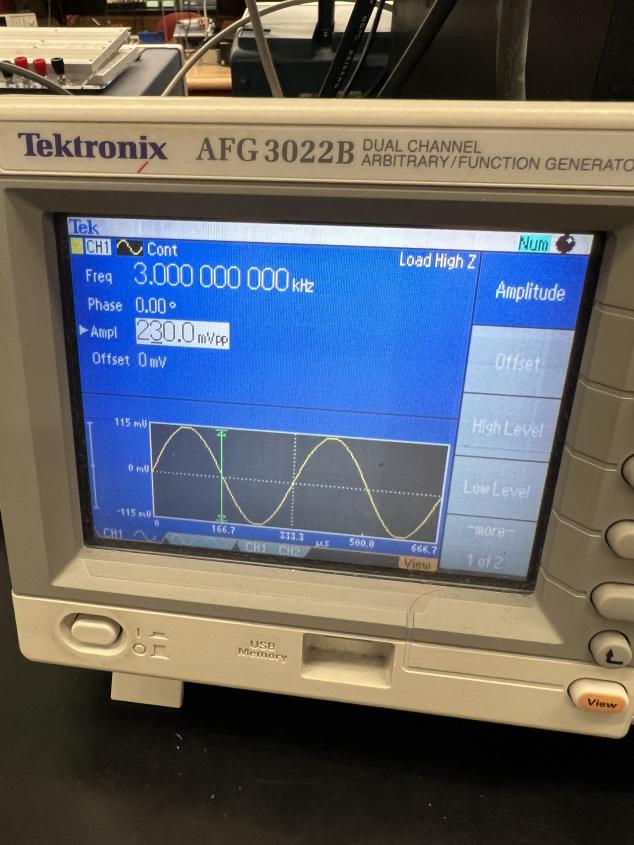 Tektronix AFG 3022B DUAL CHANNEL
ARBITRARY/FUNCTION GENERATO
Tek
CH1 Cont
Num
Load High Z
Freq 3.000 000 000 kHz
Phase 0.00 °
Ampl 230.0 mVpp
Offset 0 mV
Amplitude
Offset
High Level
Low Level
-more-
1 of 2
115 mV
0 mV
-115 mV
0 166.7 333.3 µs 500.0 666.7
CH1 CH1 CH2
View
USB
Memory
View